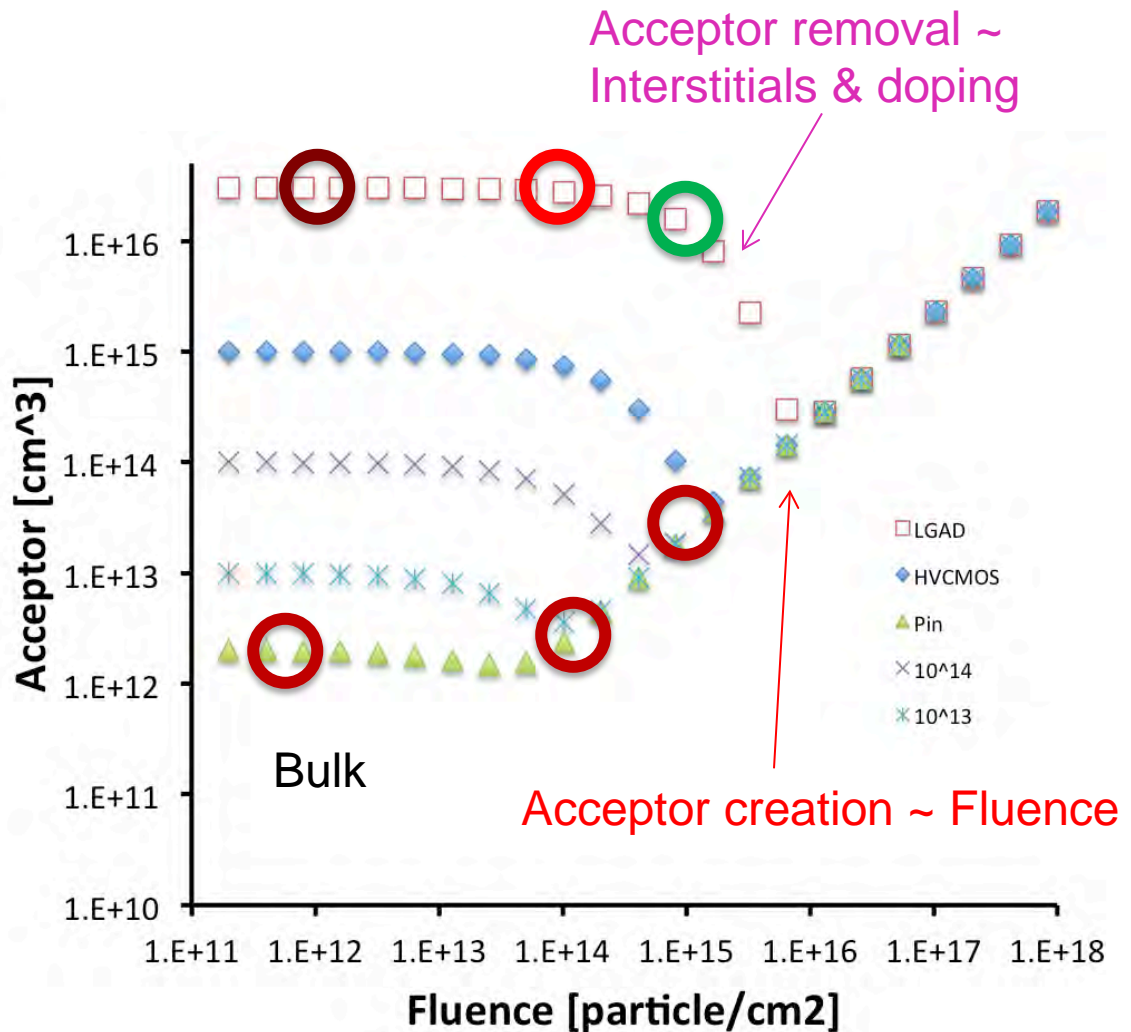 Acceptor removal ~
Interstitials & doping
Acceptor [cm^3]
1.E+16
1.E+15
1.E+14
1.E+13
1.E+12
1.E+11
1.E+10
LGAD
HVCMOS
Pin
10^14
10^13
Bulk
Acceptor creation ~ Fluence
1.E+11 1.E+12 1.E+13 1.E+14 1.E+15 1.E+16 1.E+17 1.E+18
Fluence [particle/cm2]